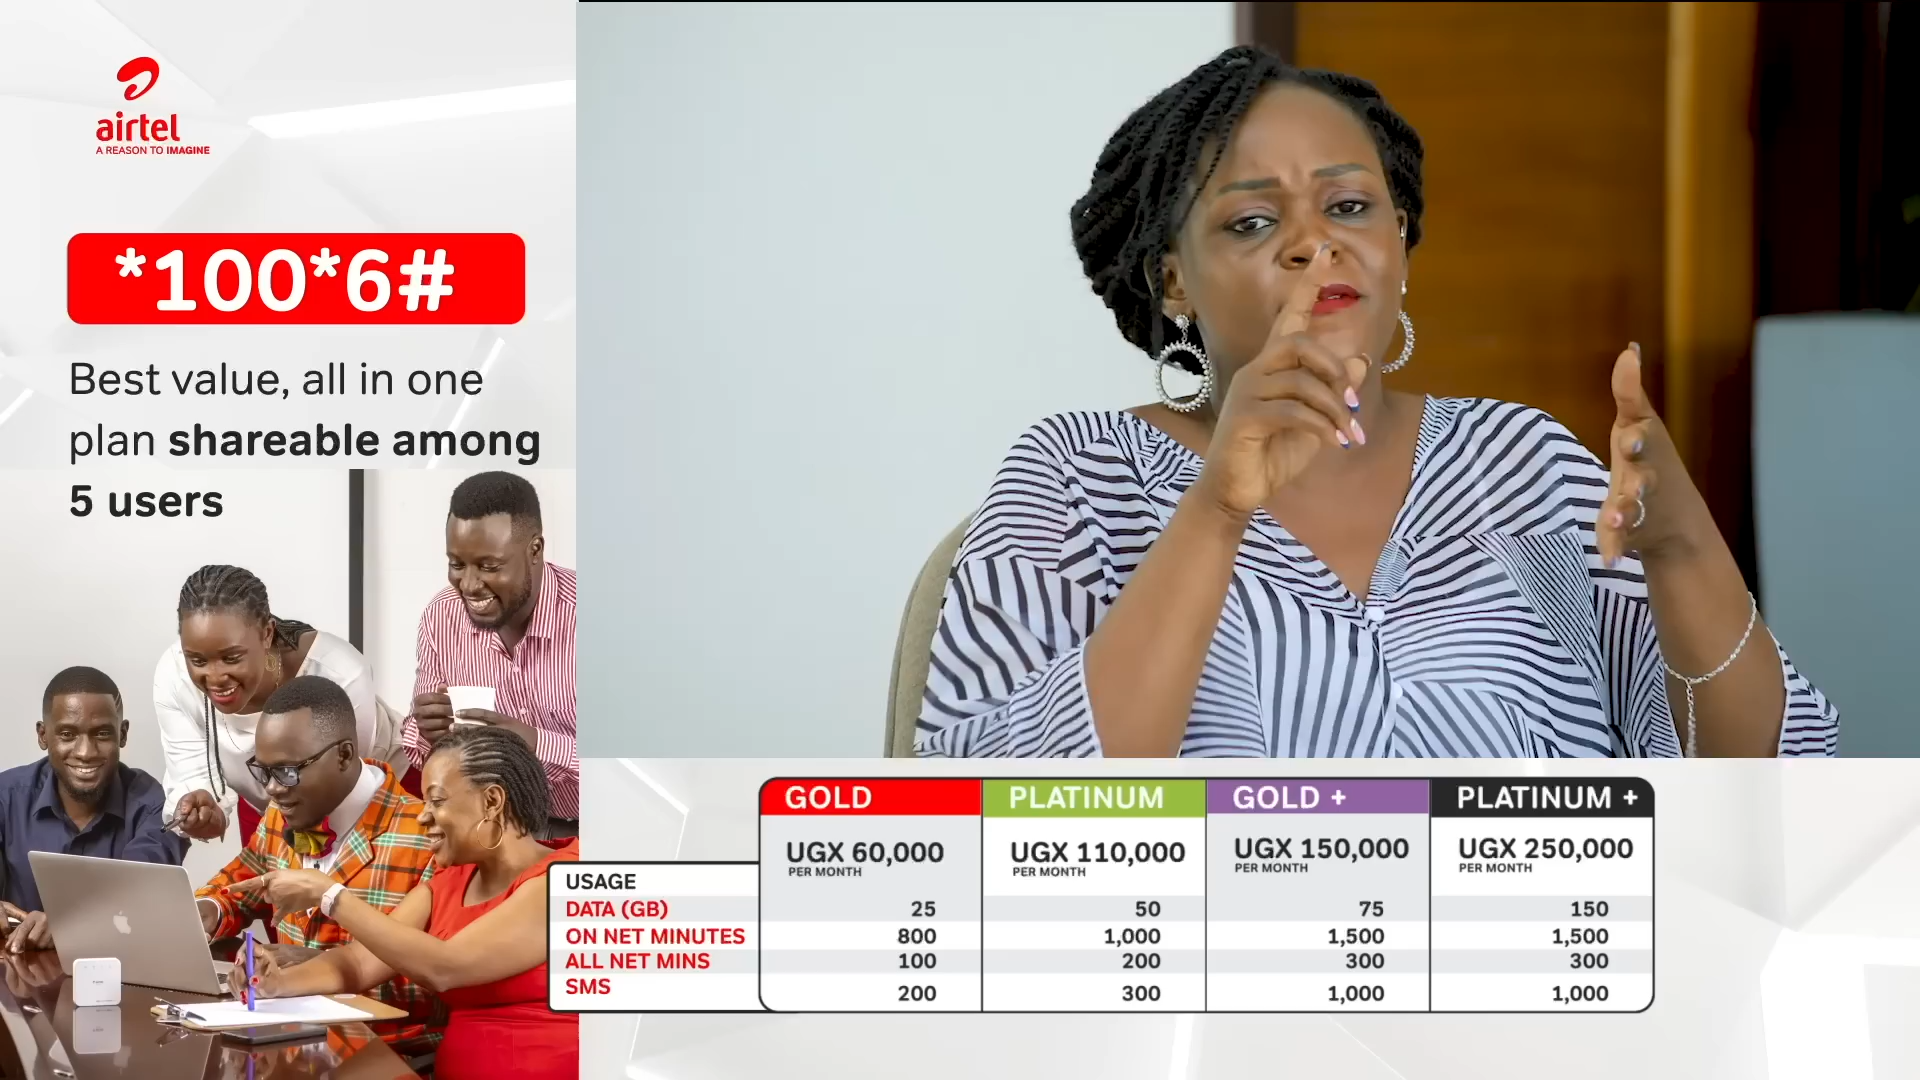 airtel
A REASON TO IMAGINE
*100*6#
Best value, all in one
plan shareable among
5 users
GOLD PLATINUM GOLD + PLATINUM +
UGX 60,000 UGX 110,000 UGX 150,000 UGX 250,000
PER MONTH PER MONTH PER MONTH PER MONTH
USAGE
DATA (GB) 25 50 75 150
ON NET MINUTES 800 1,000 1,500 1,500
ALL NET MINS 100 200 300 300
SMS 200 300 1,000 1,000